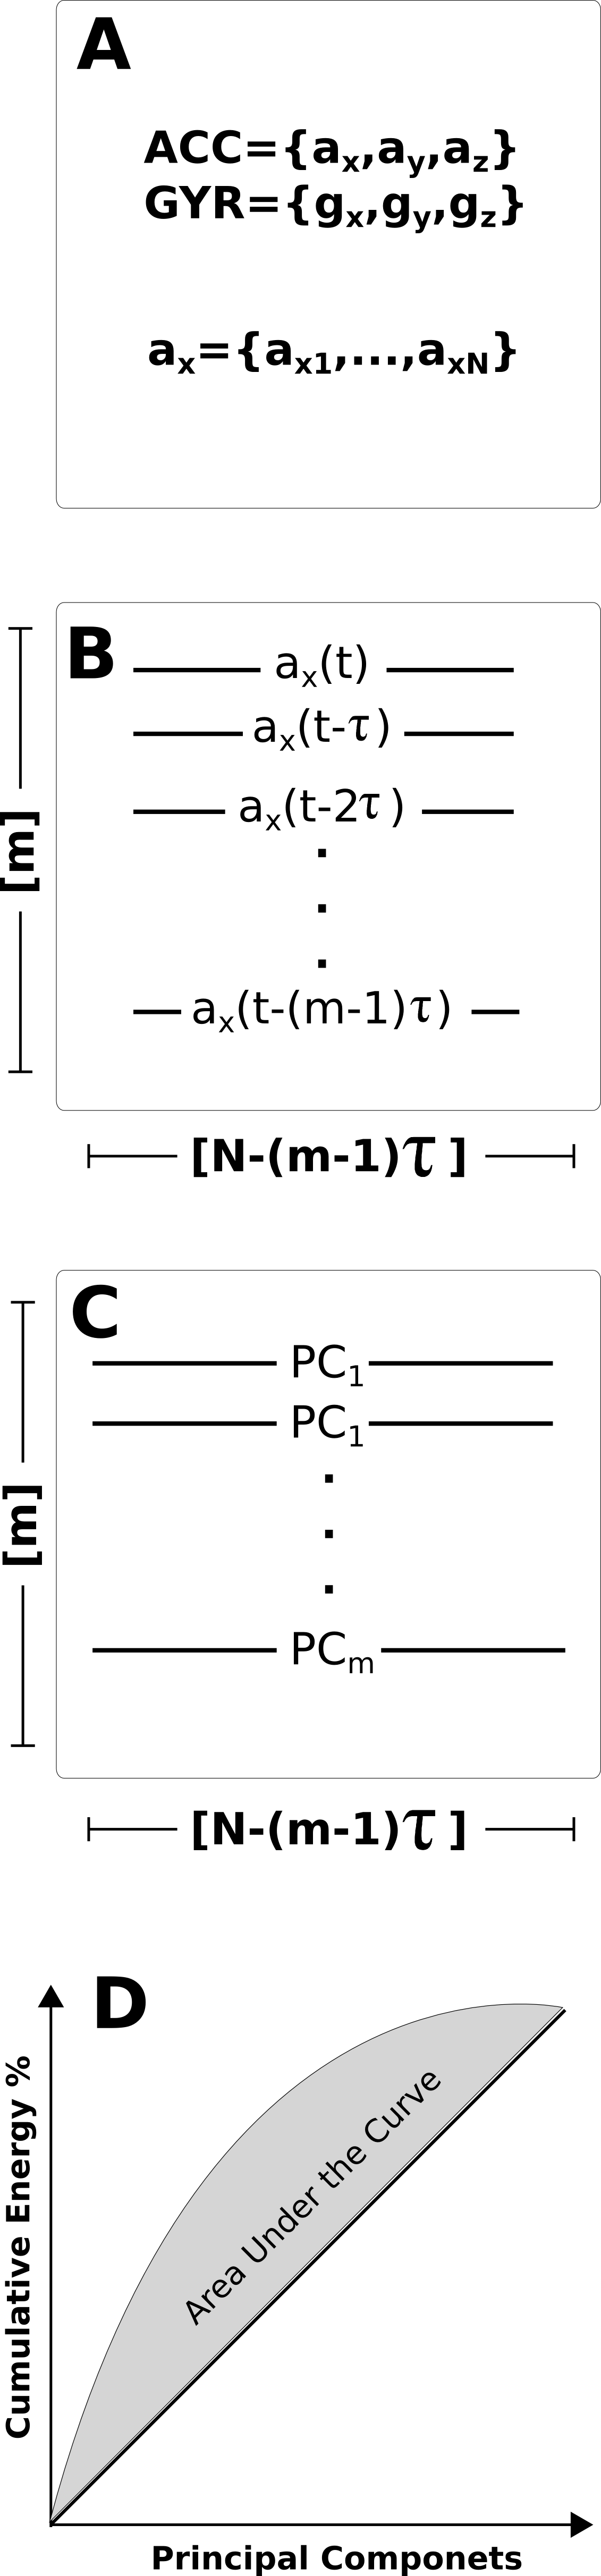 A
ACC={ax,ay,az}
GYR={gx,gy,gz}
ax={ax1,...,axN}
B
ax(t)
ax(t-τ)
ax(t-2τ)
.
.
.
ax(t-(m-1)τ)
[m]
[N-(m-1)τ ]
C
PC1
PC1
.
.
.
PCm
[m]
[N-(m-1)τ ]
D
Cumulative Energy %
Area Under the Curve
Principal Componets